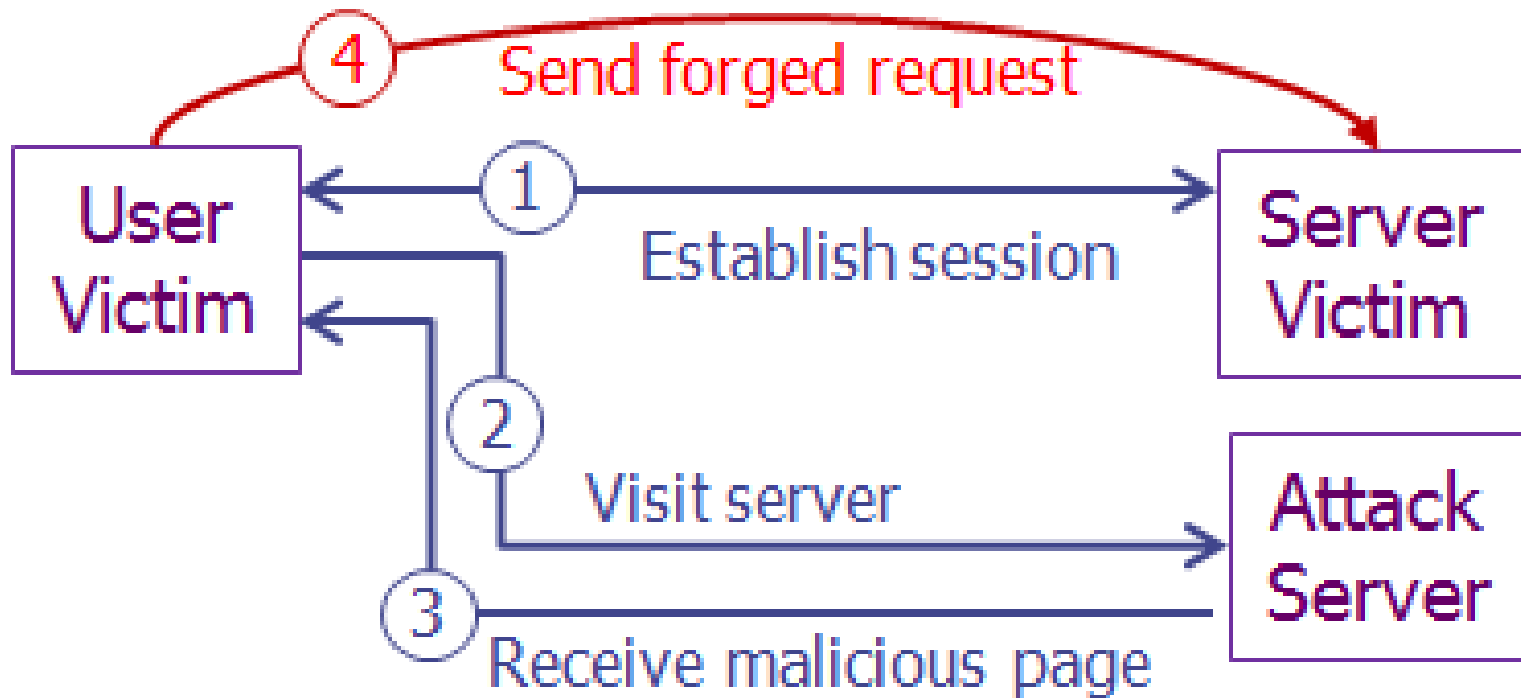 4
Send forged request
1
User
Victim
Establish session
Server
Victim
2
Visit server
Attack
Server
3
Receive malicious page